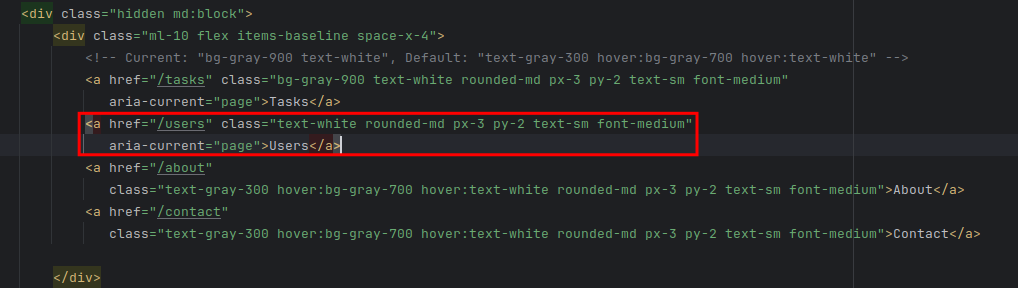 <div class="hidden md:block">
<div class="ml-10 flex items-baseline space-x-4">
<!-- Current: "bg-gray-900 text-white", Default: "text-gray-300 hover:bg-gray-700 hover:text-white" -->
<a href="/tasks" class="bg-gray-900 text-white rounded-md px-3 py-2 text-sm font-medium"
aria-current="page">Tasks</a>
<a href="/users" class="text-white rounded-md px-3 py-2 text-sm font-medium"
aria-current="page">Users</a>
<a href="/about"
class="text-gray-300 hover:bg-gray-700 hover:text-white rounded-md px-3 py-2 text-sm font-medium">About</a>
<a href="/contact"
class="text-gray-300 hover:bg-gray-700 hover:text-white rounded-md px-3 py-2 text-sm font-medium">Contact</a>
</div>